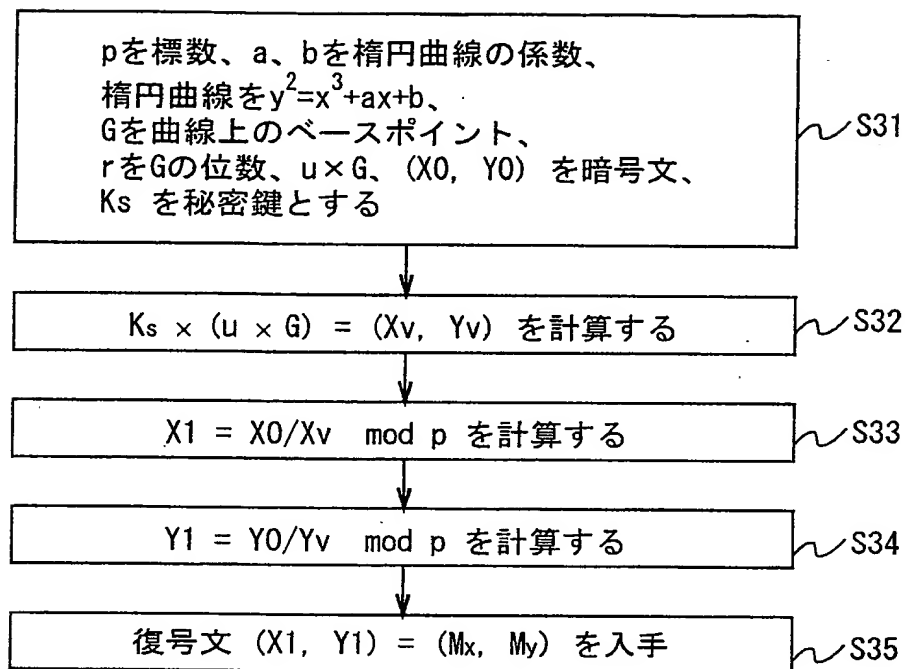 pを標数、a、bを楕円曲線の係数、
楕円曲線をy²=x³+ax+b、
Gを曲線上のベースポイント、
rをGの位数、u×G、(X0, Y0) を暗号文、
Ks を秘密鍵とする
S31
Ks × (u × G) = (Xv, Yv) を計算する
S32
X1 = X0/Xv mod p を計算する
S33
Y1 = Y0/Yv mod p を計算する
S34
復号文 (X1, Y1) = (Mx, My) を入手
S35